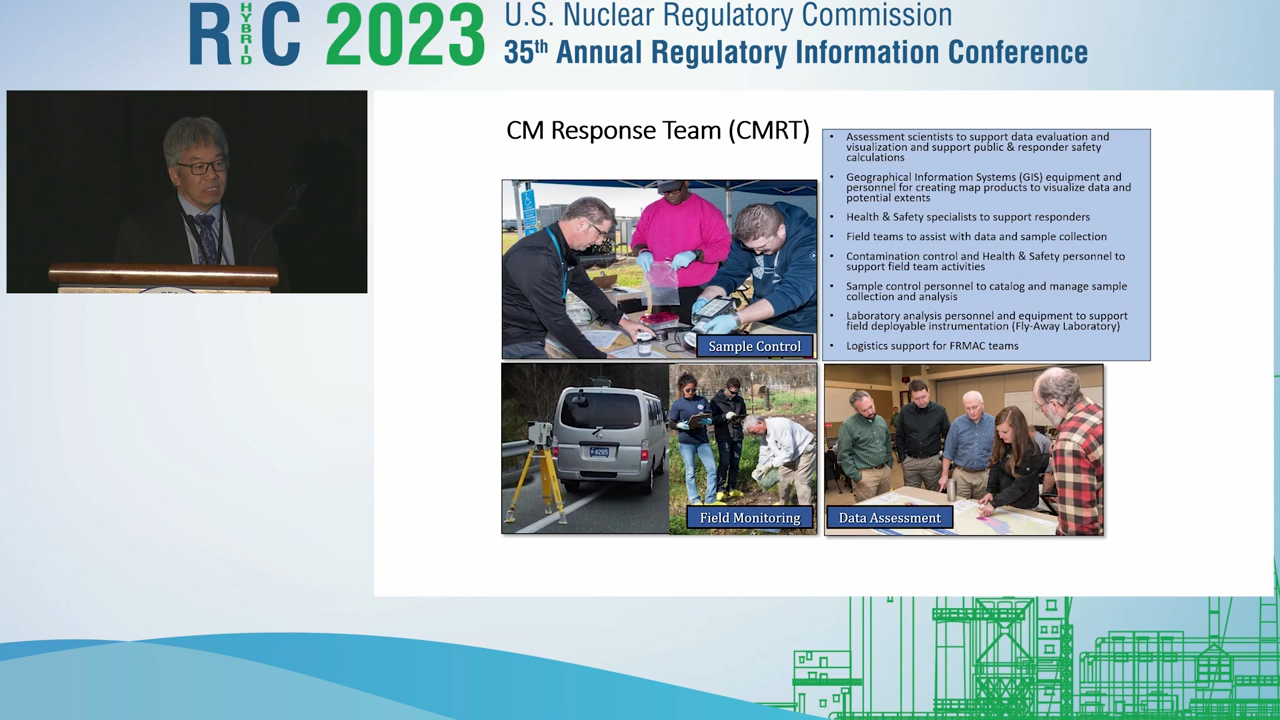 RIC HYBRID 2023
U.S. Nuclear Regulatory Commission
35th Annual Regulatory Information Conference
CM Response Team (CMRT)
• Assessment scientists to support data evaluation and
visualization and support public & responder safety
calculations
• Geographical Information Systems (GIS) equipment and
personnel for creating map products to visualize data and
potential extents
• Health & Safety specialists to support responders
• Field teams to assist with data and sample collection
• Contamination control and Health & Safety personnel to
support field team activities
• Sample control personnel to catalog and manage sample
collection and analysis
• Laboratory analysis personnel and equipment to support
field deployable instrumentation (Fly-Away Laboratory)
• Logistics support for FRMAC teams
Sample Control
Field Monitoring
Data Assessment